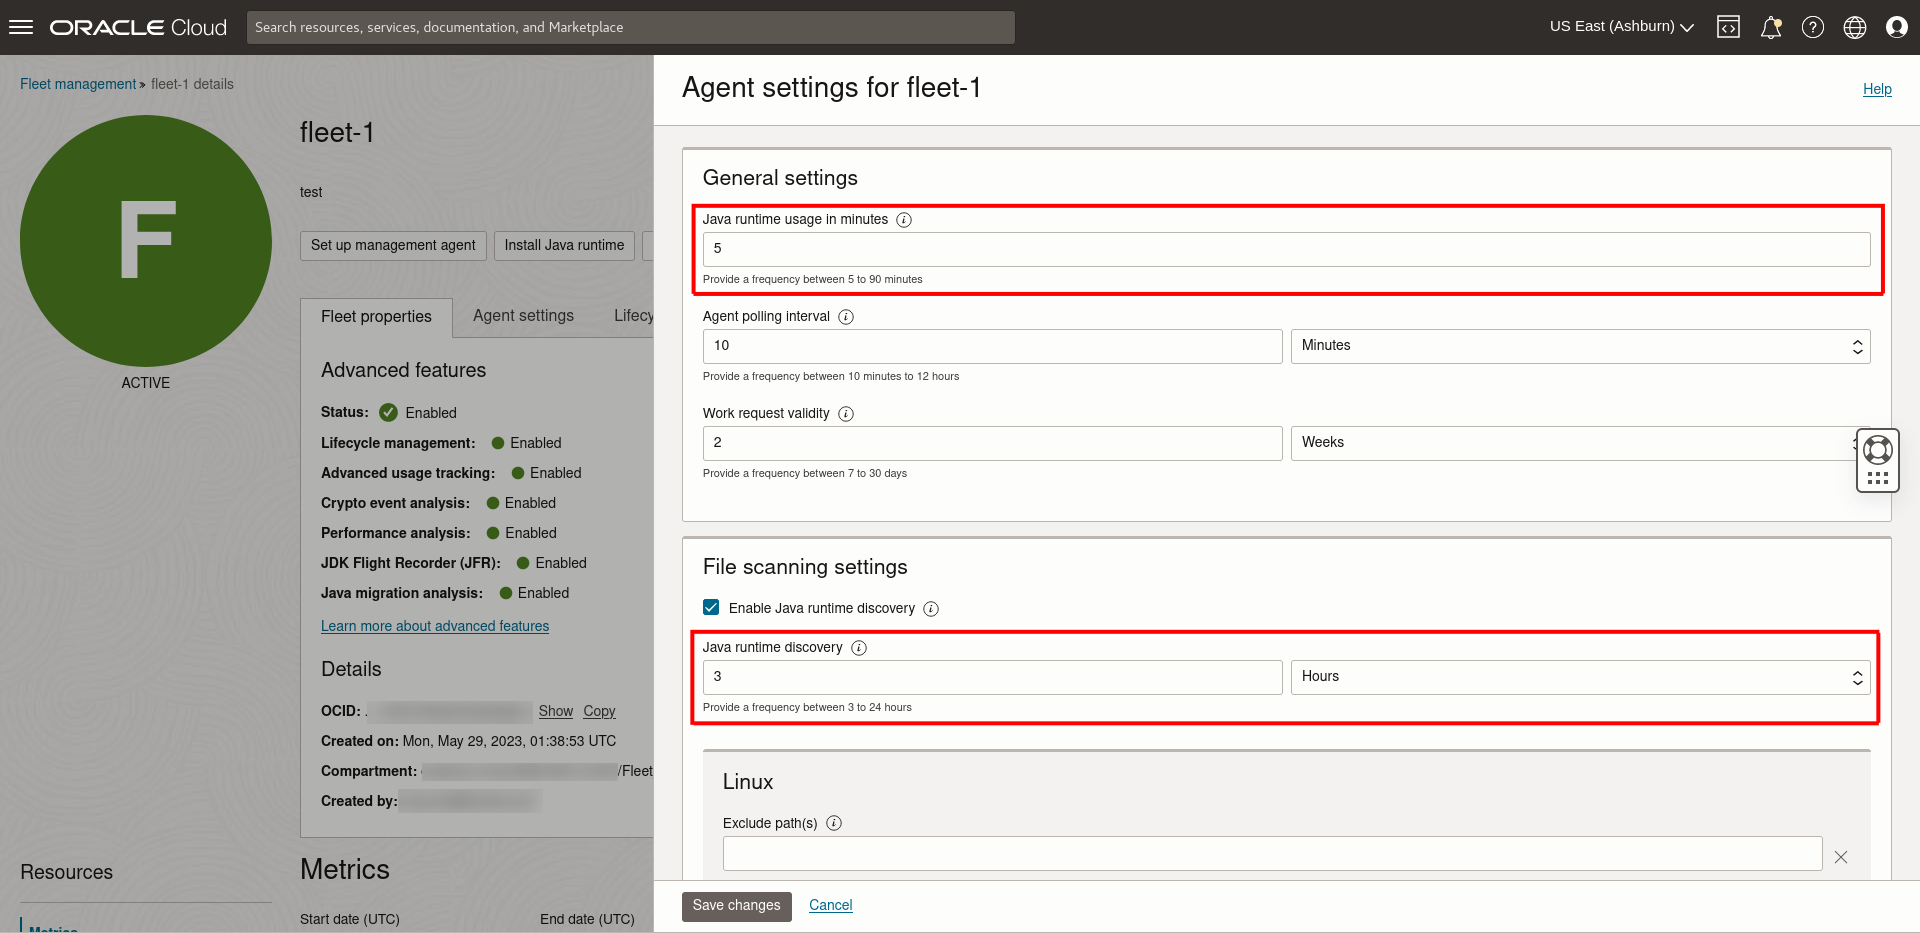 ORACLE Cloud
Search resources, services, documentation, and Marketplace
US East (Ashburn)
Fleet management » fleet-1 details
F
ACTIVE
fleet-1
test
Set up management agent
Install Java runtime
Fleet properties
Agent settings
Lifecy
Advanced features
Status: Enabled
Lifecycle management: Enabled
Advanced usage tracking: Enabled
Crypto event analysis: Enabled
Performance analysis: Enabled
JDK Flight Recorder (JFR): Enabled
Java migration analysis: Enabled
Learn more about advanced features
Details
OCID: . Show Copy
Created on: Mon, May 29, 2023, 01:38:53 UTC
Compartment: /Fleet
Created by:
Resources
Metrics
Metrics
Start date (UTC)
End date (UTC)
Agent settings for fleet-1
Help
General settings
Java runtime usage in minutes
5
Provide a frequency between 5 to 90 minutes
Agent polling interval
10
Minutes
Provide a frequency between 10 minutes to 12 hours
Work request validity
2
Weeks
Provide a frequency between 7 to 30 days
File scanning settings
Enable Java runtime discovery
Java runtime discovery
3
Hours
Provide a frequency between 3 to 24 hours
Linux
Exclude path(s)
Save changes
Cancel